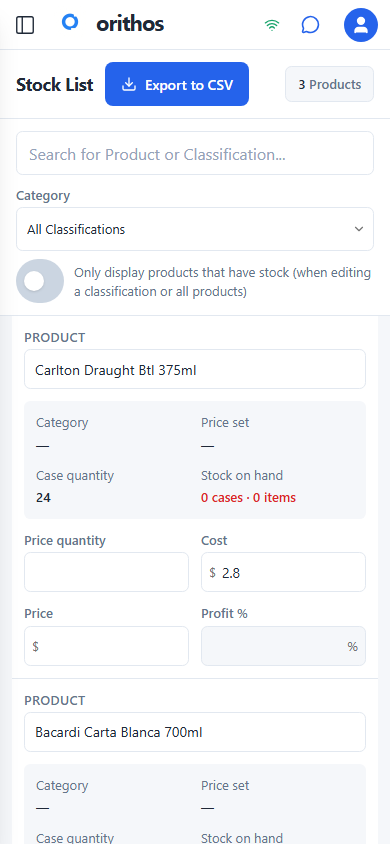 orithos
Stock List
Export to CSV
3 Products
Search for Product or Classification...
Category
All Classifications
Only display products that have stock (when editing
a classification or all products)
PRODUCT
Carlton Draught Btl 375ml
Category
Price set
—
—
Case quantity
Stock on hand
24
0 cases · 0 items
Price quantity
Cost
$ 2.8
Price
Profit %
$
%
PRODUCT
Bacardi Carta Blanca 700ml
Category
Price set
—
—
Case quantity
Stock on hand